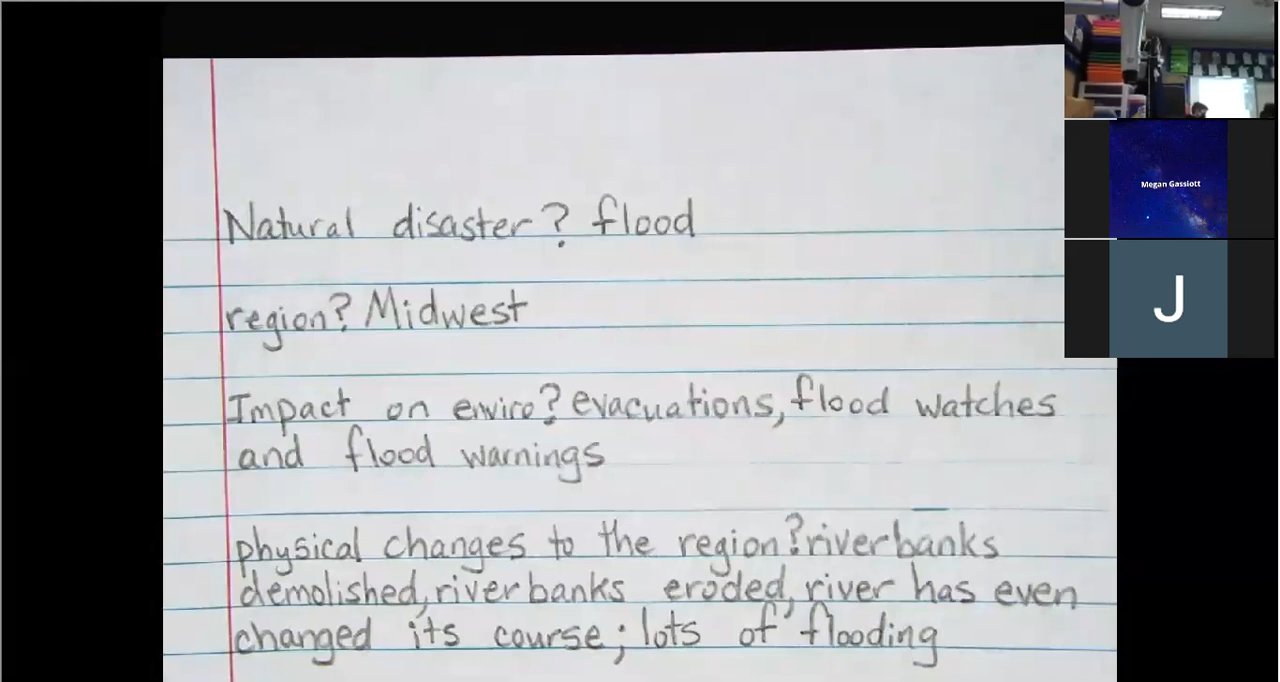 Natural disaster? flood
region? Midwest
Impact on enviro? evacuations, flood watches
and flood warnings
physical changes to the region? riverbanks
demolished, riverbanks eroded, river has even
changed its course; lots of flooding
Megan Gassiott
J